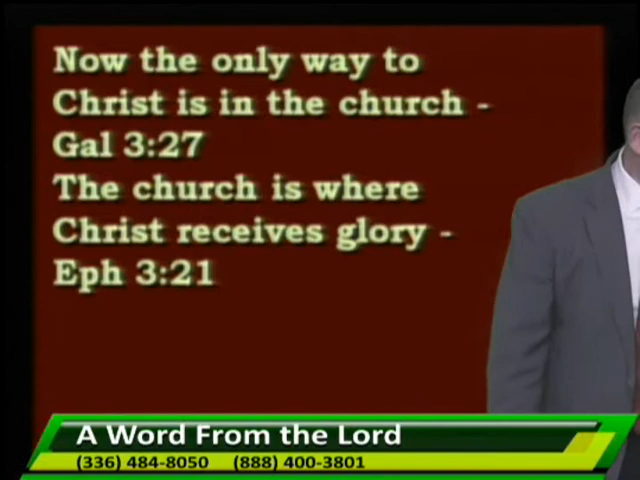 Now the only way to
Christ is in the church -
Gal 3:27
The church is where
Christ receives glory -
Eph 3:21
A Word From the Lord
(336) 484-8050 (888) 400-3801